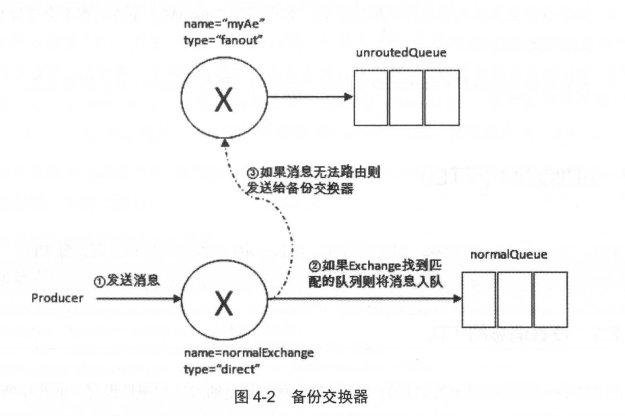 name=“myAe”
type=“fanout”
unroutedQueue
X
③如果消息无法路由则
发送给备份交换器
normalQueue
②如果Exchange找到匹
配的队列则将消息入队
①发送消息
Producer
X
name=normalExchange
type=“direct”
图 4-2 备份交换器